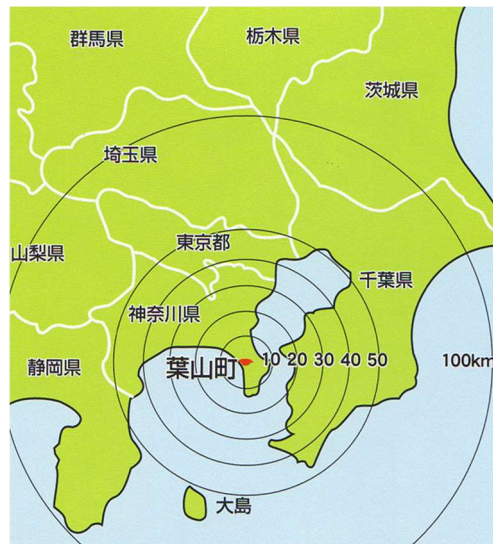 群馬県
栃木県
茨城県
埼玉県
東京都
山梨県
千葉県
神奈川県
静岡県
葉山町
10 20 30 40 50
100km
大島